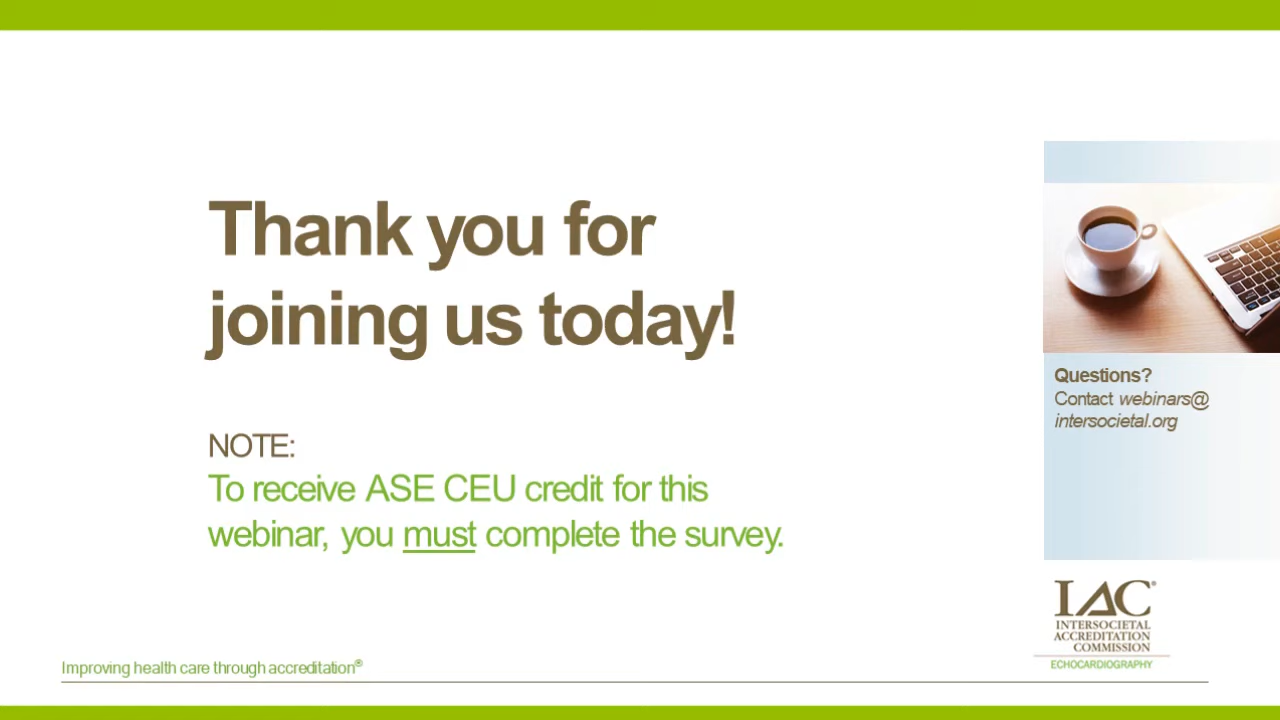 Thank you for
joining us today!
NOTE:
To receive ASE CEU credit for this
webinar, you must complete the survey.
Questions?
Contact webinars@
intersocietal.org
IAC®
INTERSOCIETAL
ACCREDITATION
COMMISSION
ECHOCARDIOGRAPHY
Improving health care through accreditation®